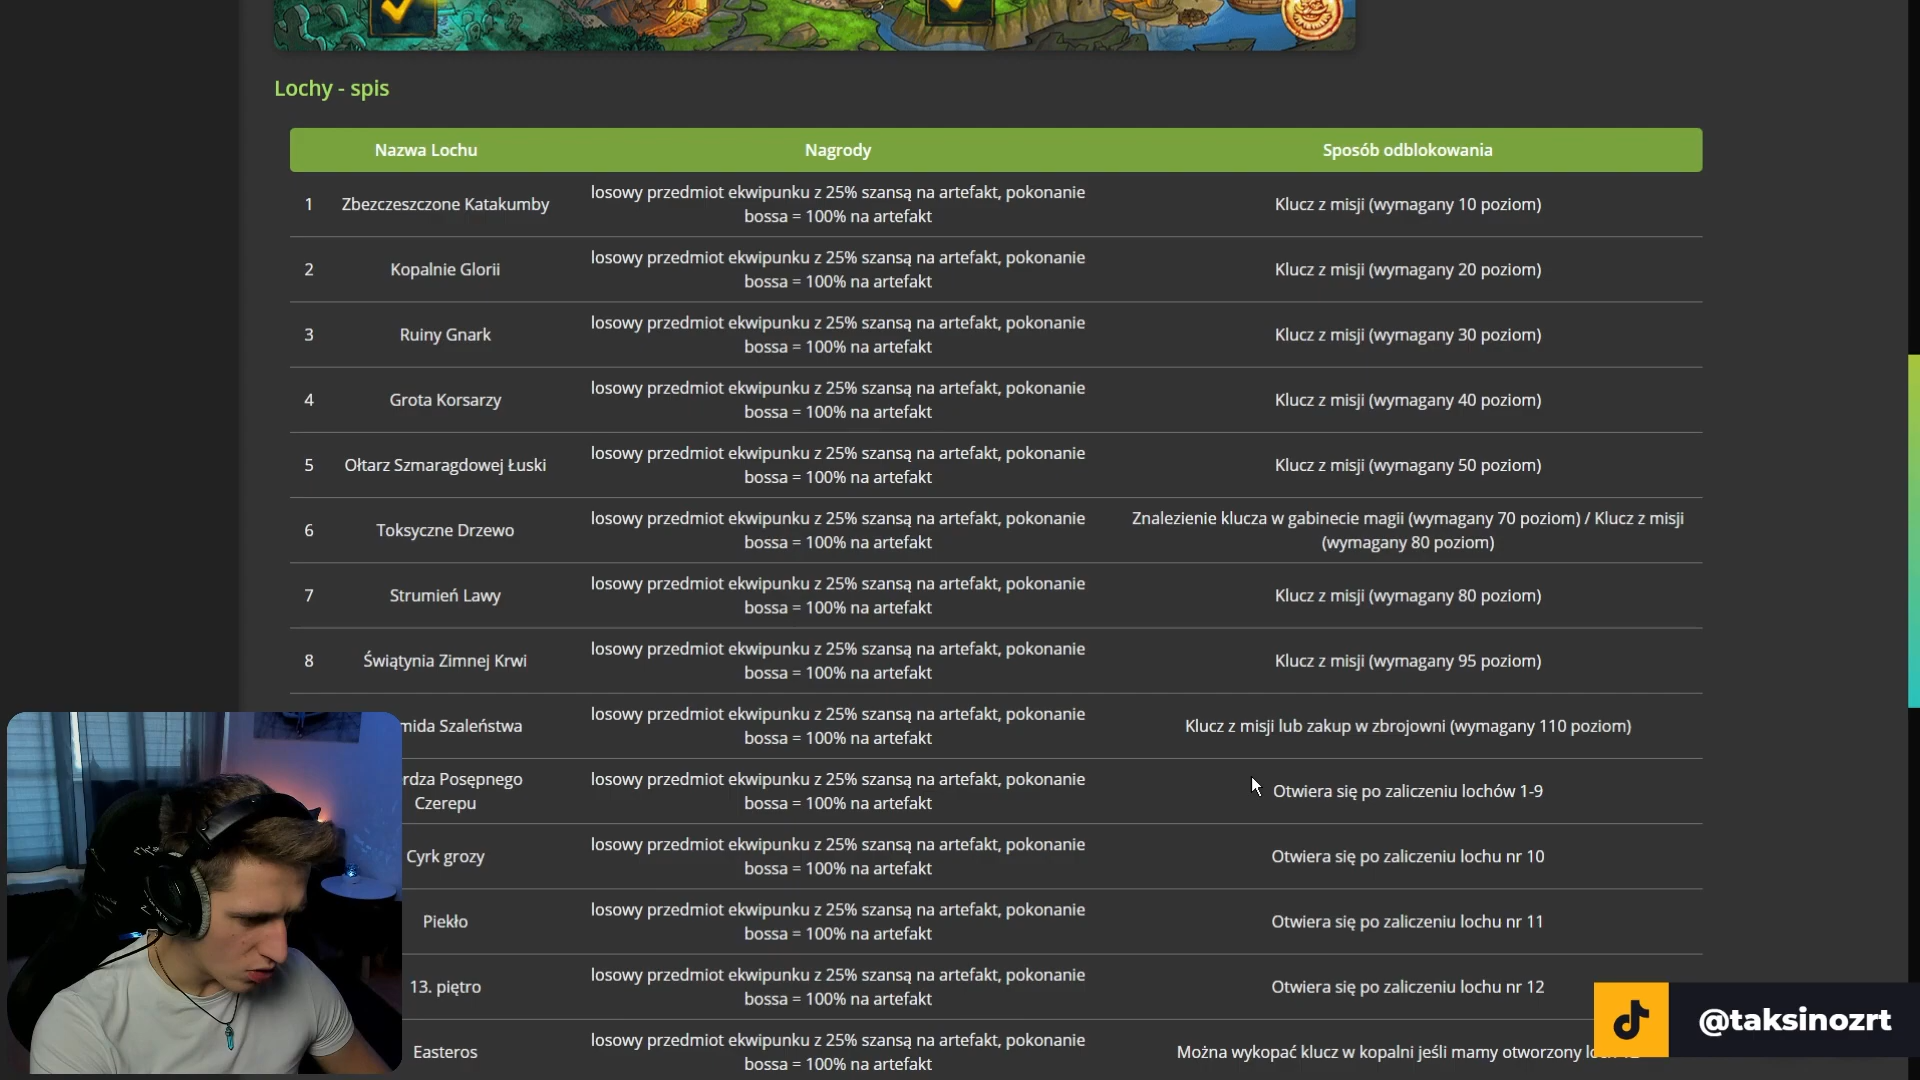 Lochy - spis
Nazwa Lochu Nagrody Sposób odblokowania
1 Zbezczeszczone Katakumby losowy przedmiot ekwipunku z 25% szansą na artefakt, pokonanie bossa = 100% na artefakt Klucz z misji (wymagany 10 poziom)
2 Kopalnie Glorii losowy przedmiot ekwipunku z 25% szansą na artefakt, pokonanie bossa = 100% na artefakt Klucz z misji (wymagany 20 poziom)
3 Ruiny Gnark losowy przedmiot ekwipunku z 25% szansą na artefakt, pokonanie bossa = 100% na artefakt Klucz z misji (wymagany 30 poziom)
4 Grota Korsarzy losowy przedmiot ekwipunku z 25% szansą na artefakt, pokonanie bossa = 100% na artefakt Klucz z misji (wymagany 40 poziom)
5 Ołtarz Szmaragdowej Łuski losowy przedmiot ekwipunku z 25% szansą na artefakt, pokonanie bossa = 100% na artefakt Klucz z misji (wymagany 50 poziom)
6 Toksyczne Drzewo losowy przedmiot ekwipunku z 25% szansą na artefakt, pokonanie bossa = 100% na artefakt Znalezienie klucza w gabinecie magii (wymagany 70 poziom) / Klucz z misji (wymagany 80 poziom)
7 Strumień Lawy losowy przedmiot ekwipunku z 25% szansą na artefakt, pokonanie bossa = 100% na artefakt Klucz z misji (wymagany 80 poziom)
8 Świątynia Zimnej Krwi losowy przedmiot ekwipunku z 25% szansą na artefakt, pokonanie bossa = 100% na artefakt Klucz z misji (wymagany 95 poziom)
Szaleństwa losowy przedmiot ekwipunku z 25% szansą na artefakt, pokonanie bossa = 100% na artefakt Klucz z misji lub zakup w zbrojowni (wymagany 110 poziom)
Posępnego Czerepu losowy przedmiot ekwipunku z 25% szansą na artefakt, pokonanie bossa = 100% na artefakt Otwiera się po zaliczeniu lochów 1-9
Cyrk grozy losowy przedmiot ekwipunku z 25% szansą na artefakt, pokonanie bossa = 100% na artefakt Otwiera się po zaliczeniu lochu nr 10
Piekło losowy przedmiot ekwipunku z 25% szansą na artefakt, pokonanie bossa = 100% na artefakt Otwiera się po zaliczeniu lochu nr 11
13. piętro losowy przedmiot ekwipunku z 25% szansą na artefakt, pokonanie bossa = 100% na artefakt Otwiera się po zaliczeniu lochu nr 12
Easteros losowy przedmiot ekwipunku z 25% szansą na artefakt, pokonanie bossa = 100% na artefakt Można wykopać klucz w kopalni jeśli mamy otworzony
@taksinozrt